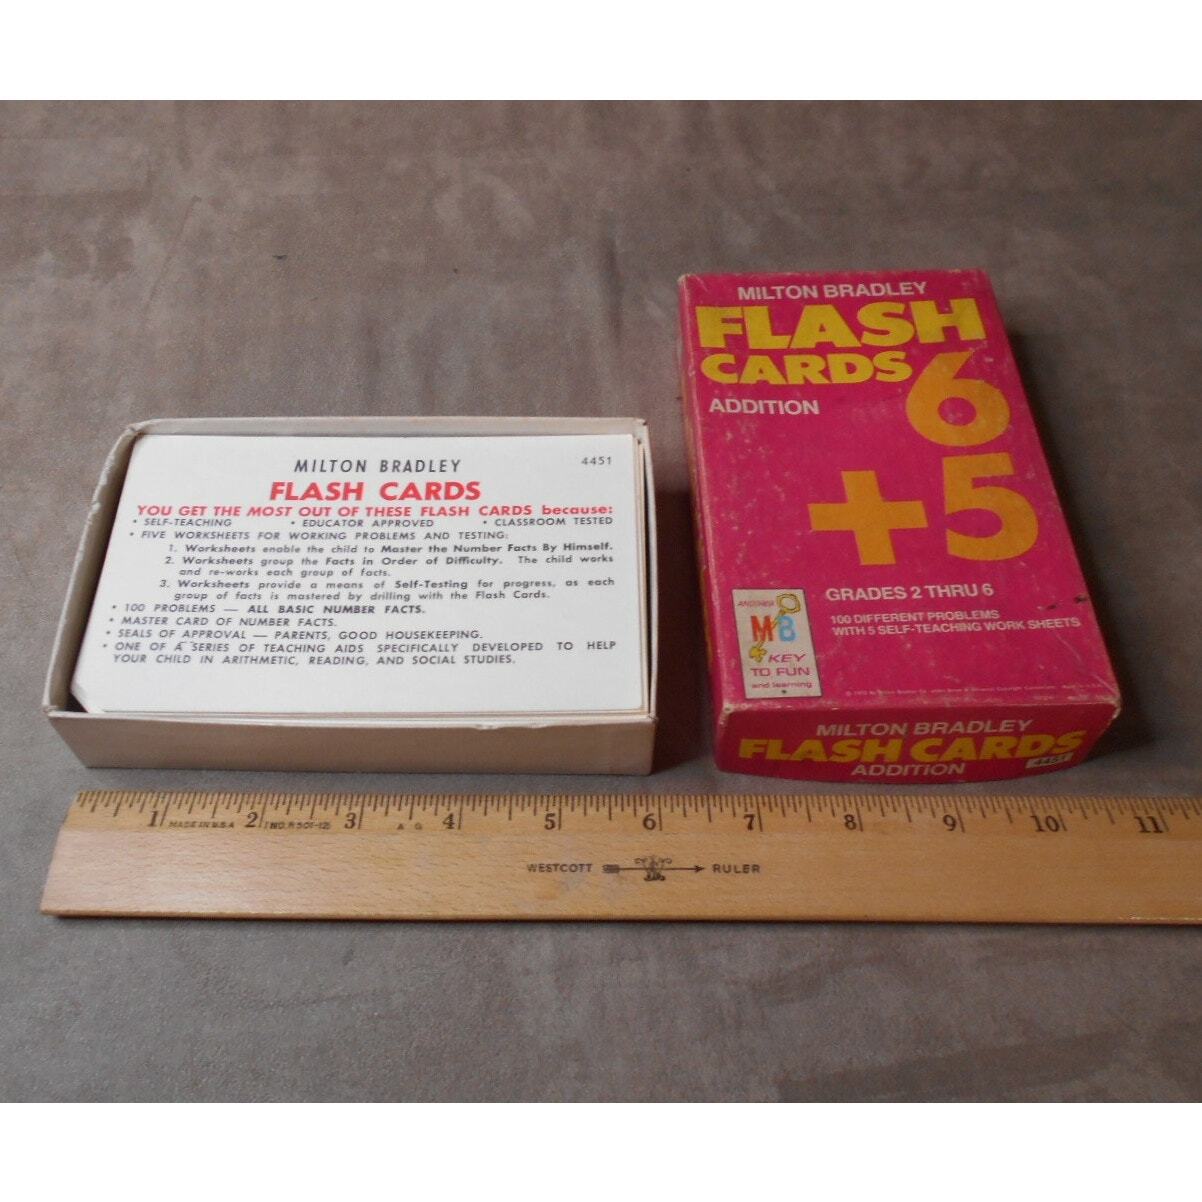 MILTON BRADLEY 4451
FLASH CARDS
YOU GET THE MOST OUT OF THESE FLASH CARDS because:
• SELF-TEACHING • EDUCATOR APPROVED • CLASSROOM TESTED
• FIVE WORKSHEETS FOR WORKING PROBLEMS AND TESTING:
1. Worksheets enable the child to Master the Number Facts By Himself.
2. Worksheets group the Facts in Order of Difficulty. The child works
and re-works each group of facts.
3. Worksheets provide a means of Self-Testing for progress, as each
group of facts is mastered by drilling with the Flash Cards.
• 100 PROBLEMS — ALL BASIC NUMBER FACTS.
• MASTER CARD OF NUMBER FACTS.
• SEALS OF APPROVAL — PARENTS, GOOD HOUSEKEEPING.
• ONE OF A SERIES OF TEACHING AIDS SPECIFICALLY DEVELOPED TO HELP
YOUR CHILD IN ARITHMETIC, READING, AND SOCIAL STUDIES.
MILTON BRADLEY
FLASH
CARDS
ADDITION
6
+5
GRADES 2 THRU 6
100 DIFFERENT PROBLEMS
WITH 5 SELF-TEACHING WORK SHEETS
ANOTHER
MB
KEY
TO FUN
and learning
MILTON BRADLEY
FLASH CARDS
ADDITION
4451
1 2 3 4 5 6 7 8 9 10 11
MADE IN U.S.A.
WESTCOTT RULER